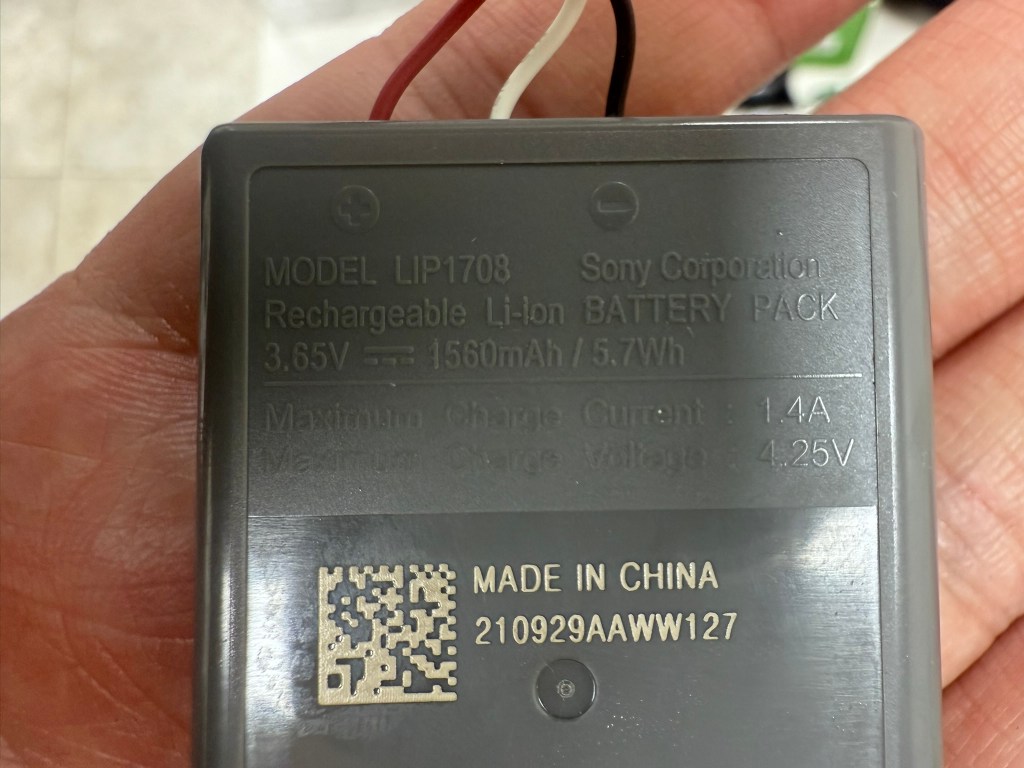 MODEL LIP1708 Sony Corporation
Rechargeable Li-ion BATTERY PACK
3.65V ⎓ 1560mAh / 5.7Wh
Maximum Charge Current : 1.4A
Maximum Charge Voltage : 4.25V
MADE IN CHINA
210929AAWW127